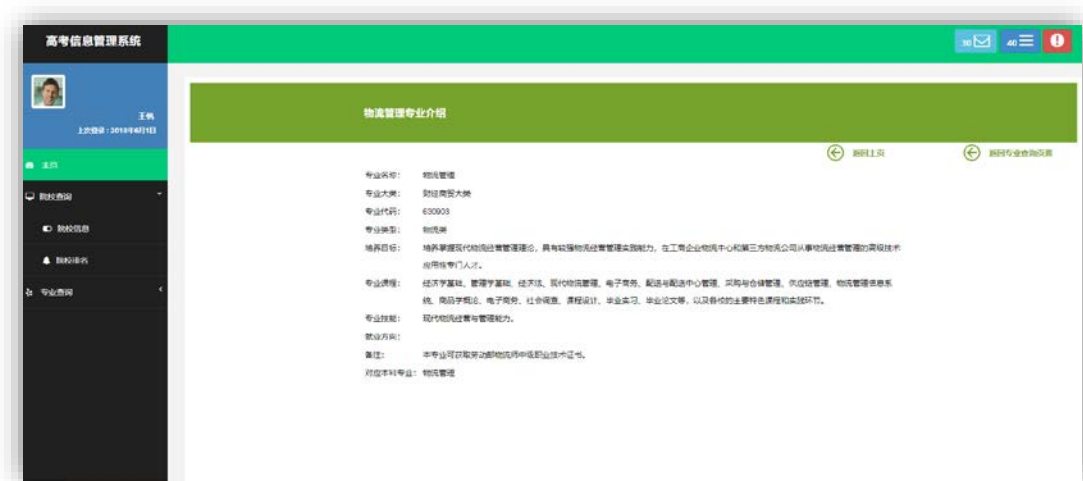 高考信息管理系统
30
40
王帆
上次登录：2019年6月1日
主页
院校查询
院校信息
院校排名
专业查询
物流管理专业介绍
返回上页
返回专业查询页面
专业名称： 物流管理
专业大类： 财经商贸大类
专业代码： 630903
专业类型： 物流类
培养目标： 培养掌握现代物流经营管理理论，具有较强物流经营管理实践能力，在工商企业物流中心和第三方物流公司从事物流经营管理的高级技术
应用性专门人才。
专业课程： 经济学基础、管理学基础、经济法、现代物流管理、电子商务、配送与配送中心管理、采购与仓储管理、供应链管理、物流管理信息系
统、商品学概论、电子商务、社会调查、课程设计、毕业实习、毕业论文等，以及各校的主要特色课程和实践环节。
专业技能： 现代物流经营与管理能力。
就业方向：
备注： 本专业可获取劳动部物流师中级职业技术证书。
对应本科专业： 物流管理